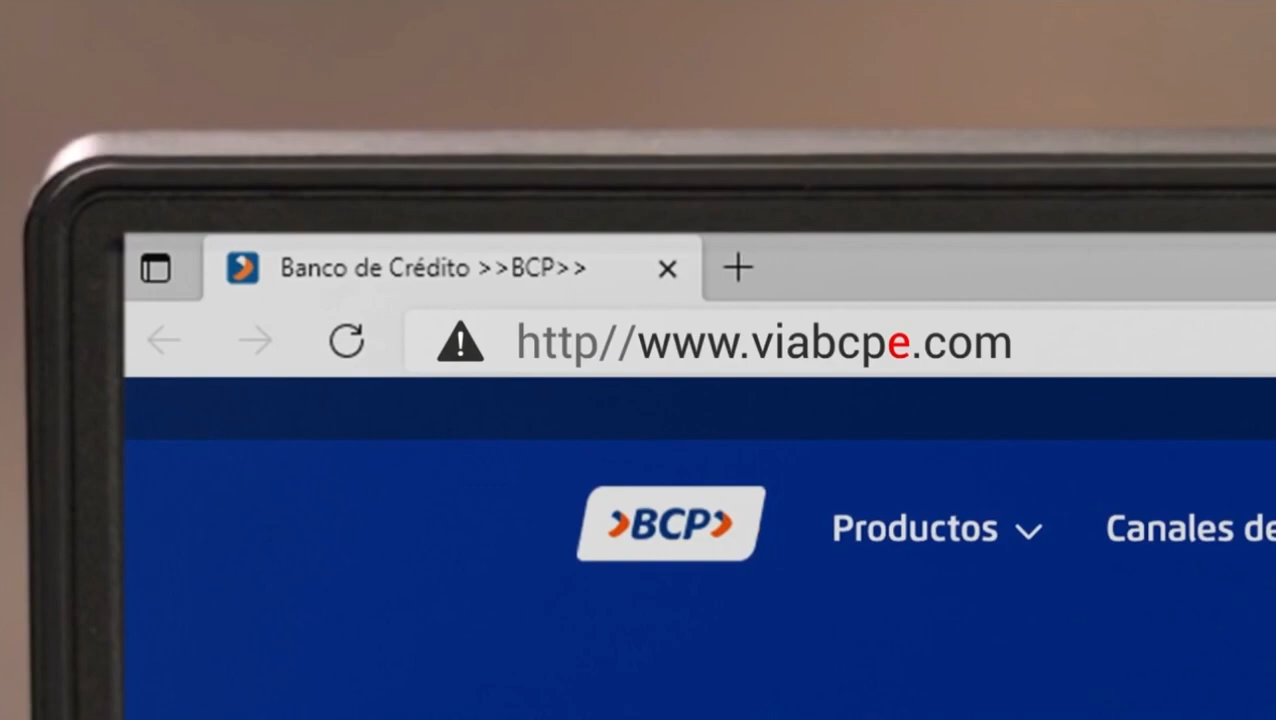 Banco de Crédito >>BCP>>
http//www.viabcpe.com
BCP
Productos
Canales de